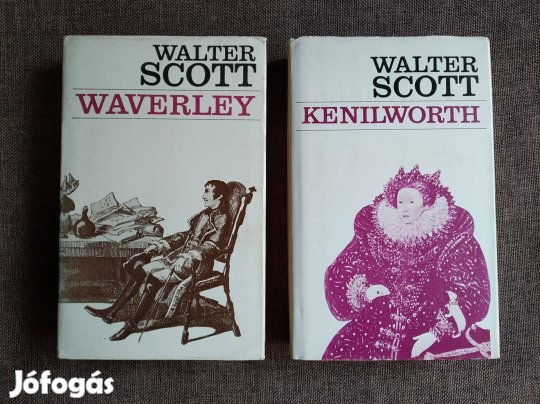 WALTER
SCOTT
WAVERLEY
WALTER
SCOTT
KENILWORTH
Jófogás